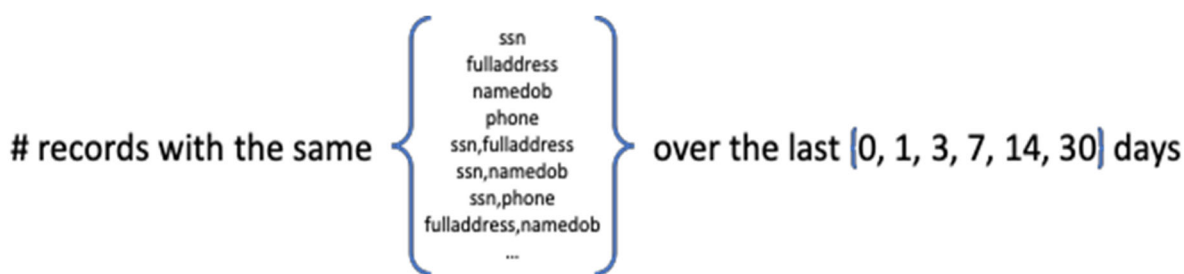 # records with the same
ssn
fulladdress
namedob
phone
ssn,fulladdress
ssn,namedob
ssn,phone
fulladdress,namedob
...
over the last {0, 1, 3, 7, 14, 30} days